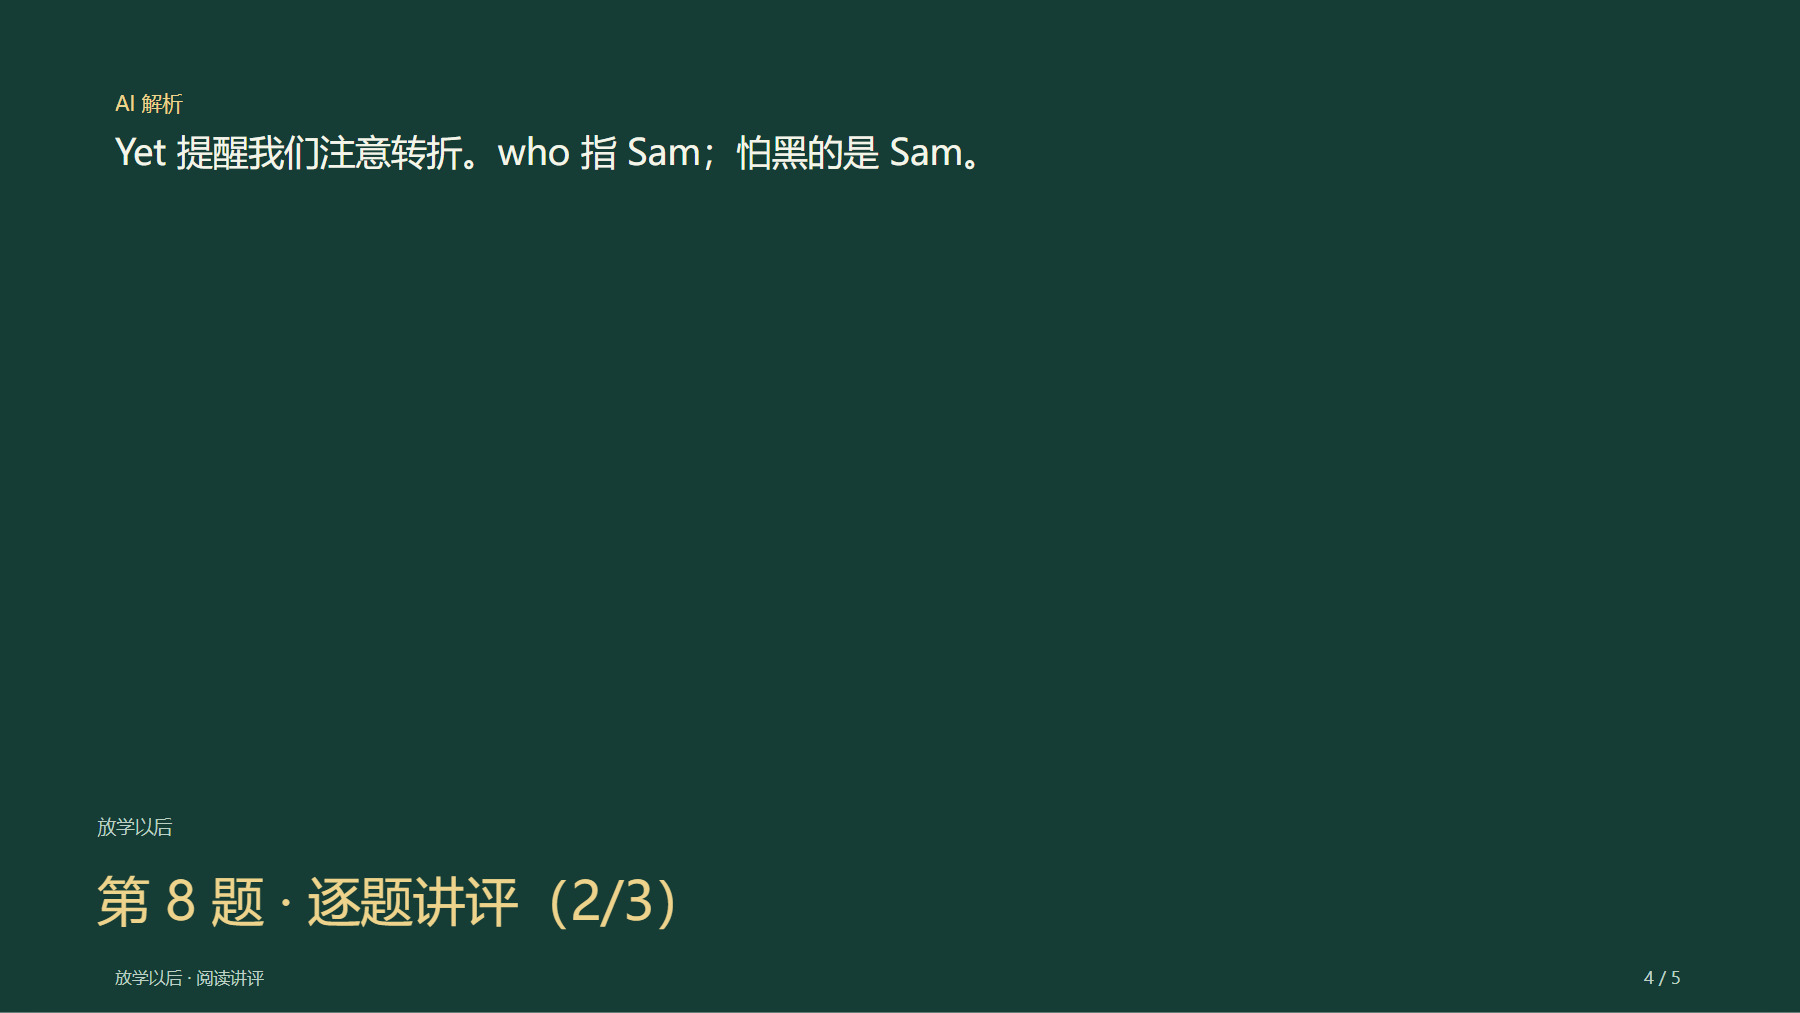 AI 解析
Yet 提醒我们注意转折。who 指 Sam；怕黑的是 Sam。
放学以后
第 8 题 · 逐题讲评（2/3）
放学以后 · 阅读讲评
4 / 5